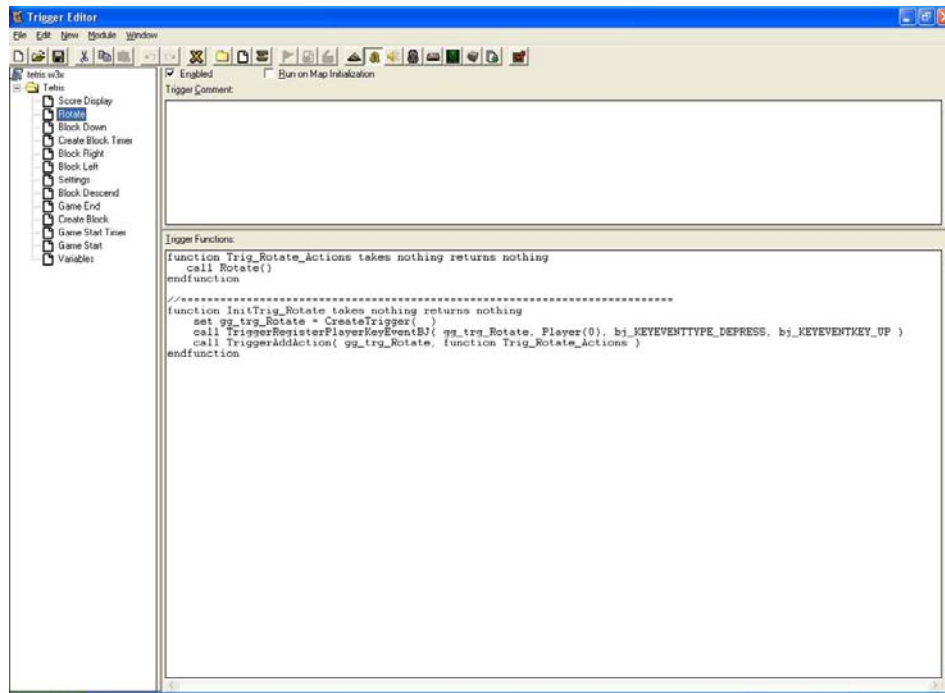 Trigger Editor
File Edit New Module Window
tetris.w3x
Tetris
Score Display
Rotate
Block Down
Create Block Timer
Block Right
Block Left
Settings
Block Descend
Game End
Create Block
Game Start Timer
Game Start
Variables
Enabled Run on Map Initialization
Trigger Comment:
Trigger Functions:
function Trig_Rotate_Actions takes nothing returns nothing
call Rotate()
endfunction
//===========================================================================
function InitTrig_Rotate takes nothing returns nothing
set gg_trg_Rotate = CreateTrigger(  )
call TriggerRegisterPlayerKeyEventBJ( gg_trg_Rotate, Player(0), bj_KEYEVENTTYPE_DEPRESS, bj_KEYEVENTKEY_UP )
call TriggerAddAction( gg_trg_Rotate, function Trig_Rotate_Actions )
endfunction